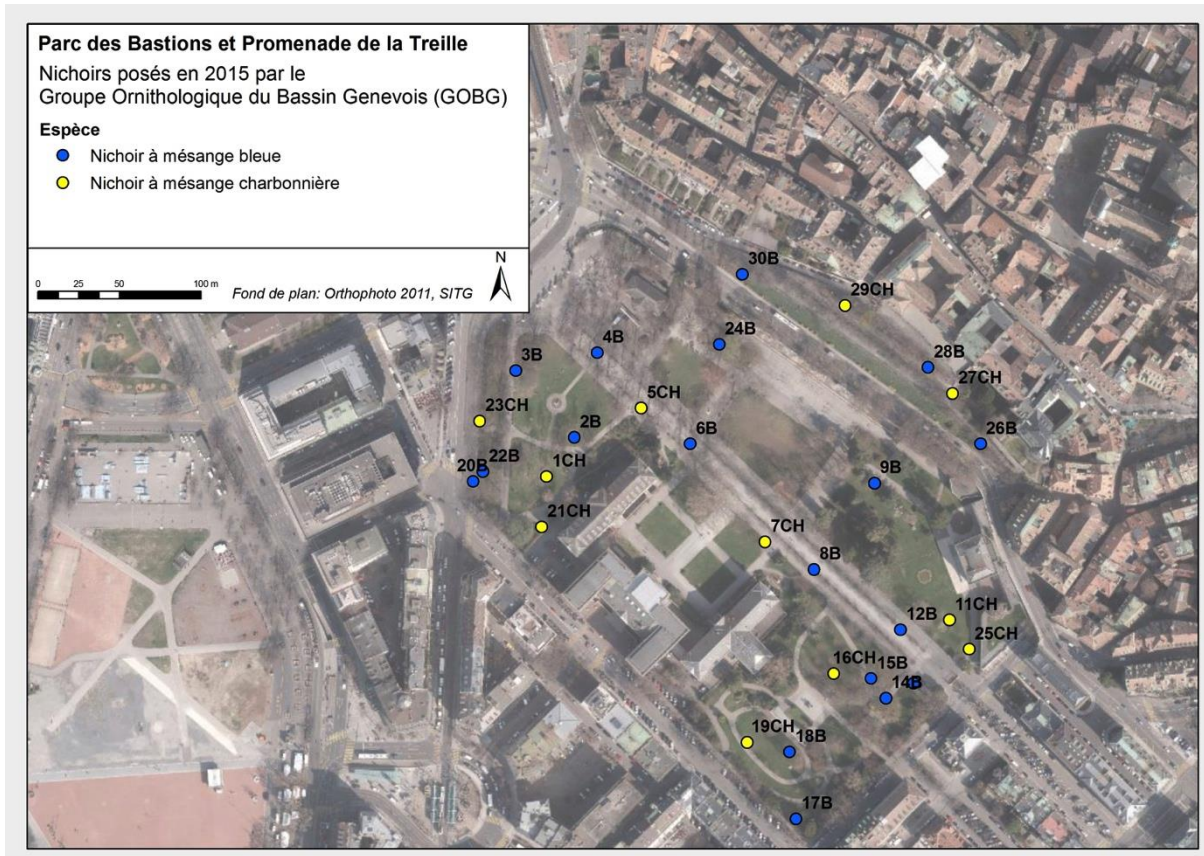 Parc des Bastions et Promenade de la Treille
Nichoirs posés en 2015 par le
Groupe Ornithologique du Bassin Genevois (GOBG)
Espèce
Nichoir à mésange bleue
Nichoir à mésange charbonnière
0 25 50 100 m
Fond de plan: Orthophoto 2011, SITG
N
30B
29CH
24B
4B
3B
28B
27CH
5CH
23CH
2B
6B
26B
22B
20B
1CH
9B
21CH
7CH
8B
12B
11CH
25CH
16CH
15B
14B
19CH
18B
17B